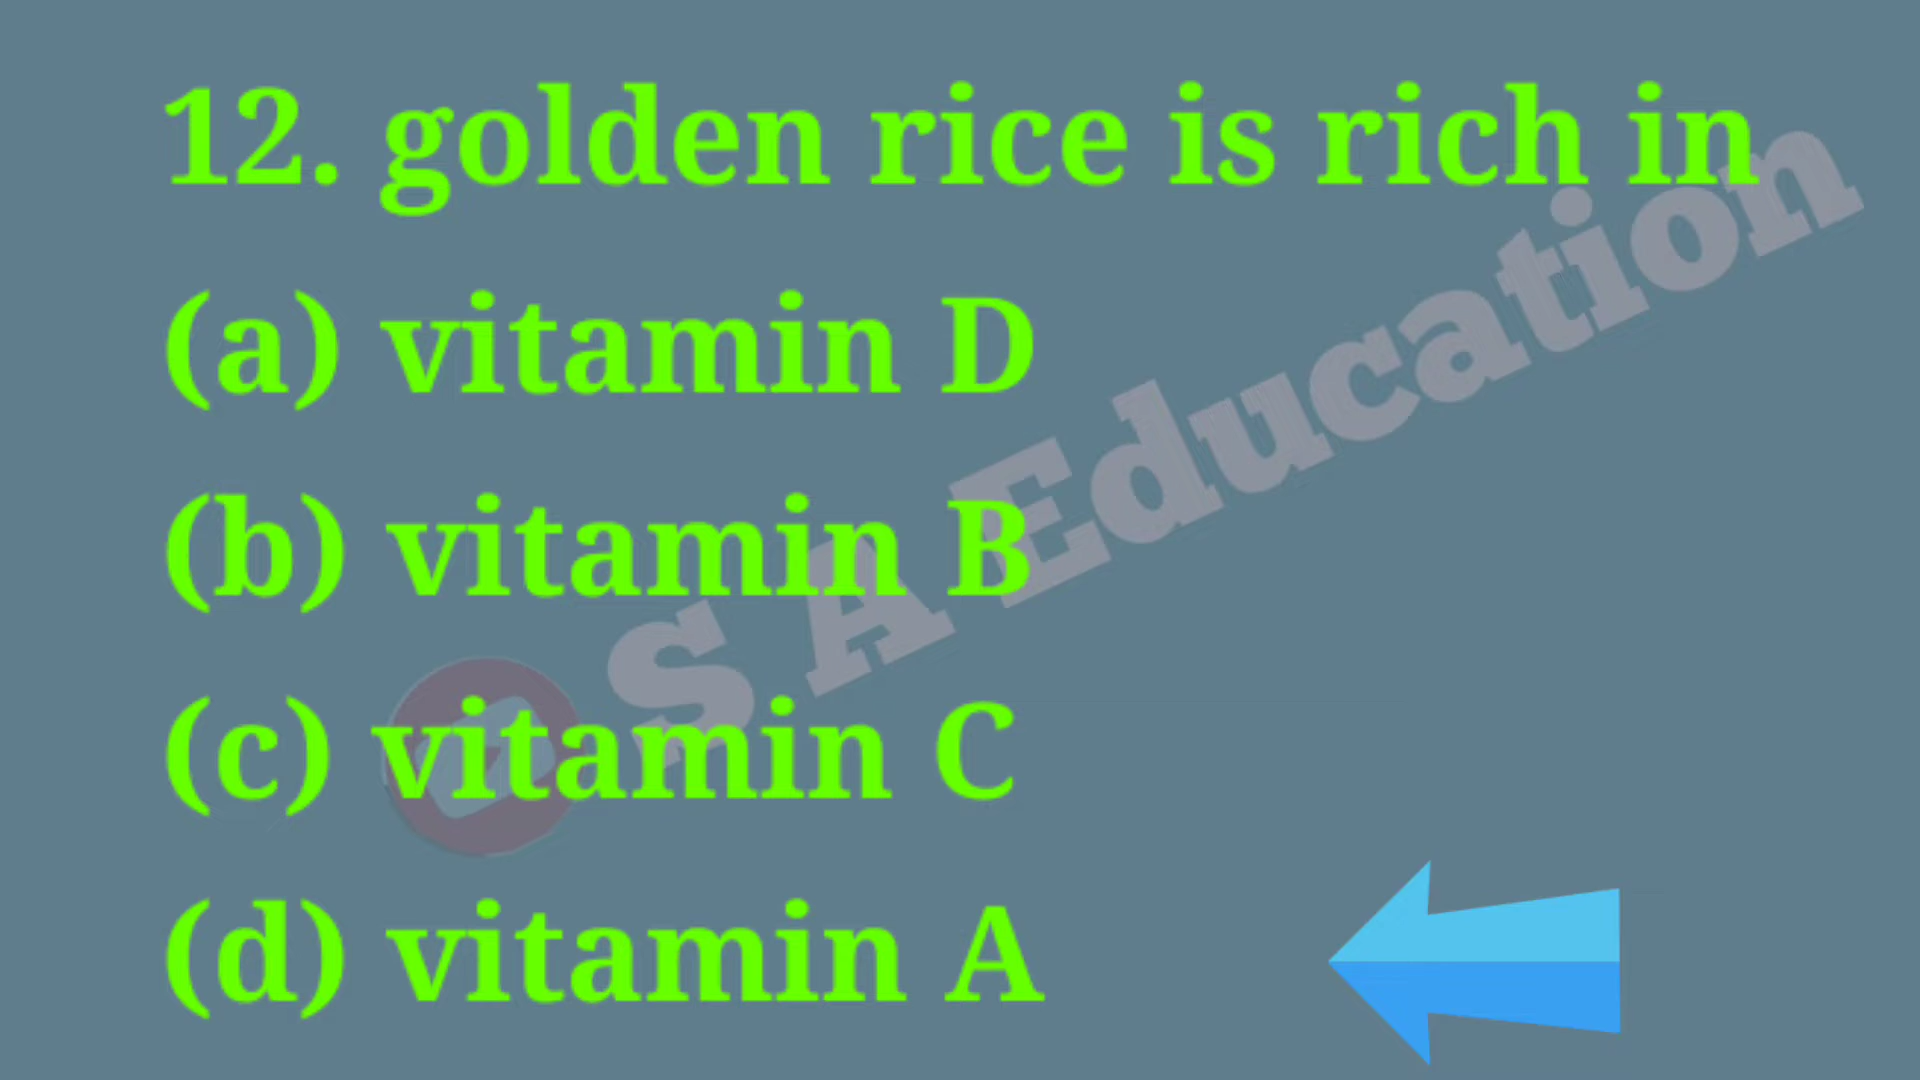 12. golden rice is rich in
(a) vitamin D
(b) vitamin B
(c) vitamin C
(d) vitamin A
S A Education